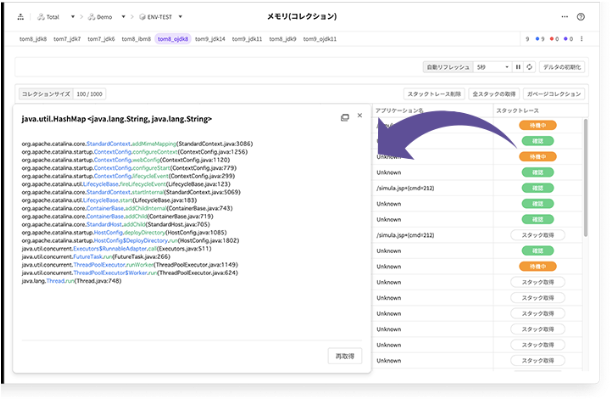 Total
Demo
ENV-TEST
メモリ(コレクション)
tom8_jdk8 tom7_jdk7 tom7_jdk6 tom8_ibm8 tom8_ojdk8 tom9_jdk14 tom9_jdk11 tom8_jdk9 tom9_ojdk11
9 9 0 0
自動リフレッシュ 5秒 デルタの初期化
コレクションサイズ 100 / 1000
スタックトレース削除 全スタックの取得 ガベージコレクション
java.util.HashMap <java.lang.String, java.lang.String>
org.apache.catalina.core.StandardContext.addMimeMapping(StandardContext.java:3086)
org.apache.catalina.startup.ContextConfig.configureContext(ContextConfig.java:1256)
org.apache.catalina.startup.ContextConfig.webConfig(ContextConfig.java:1120)
org.apache.catalina.startup.ContextConfig.configureStart(ContextConfig.java:779)
org.apache.catalina.startup.ContextConfig.lifecycleEvent(ContextConfig.java:299)
org.apache.catalina.util.LifecycleBase.fireLifecycleEvent(LifecycleBase.java:123)
org.apache.catalina.core.StandardContext.startInternal(StandardContext.java:5069)
org.apache.catalina.util.LifecycleBase.start(LifecycleBase.java:183)
org.apache.catalina.core.ContainerBase.addChildInternal(ContainerBase.java:743)
org.apache.catalina.core.ContainerBase.addChild(ContainerBase.java:719)
org.apache.catalina.core.StandardHost.addChild(StandardHost.java:705)
org.apache.catalina.startup.HostConfig.deployDirectory(HostConfig.java:1085)
org.apache.catalina.startup.HostConfig$DeployDirectory.run(HostConfig.java:1802)
java.util.concurrent.Executors$RunnableAdapter.call(Executors.java:511)
java.util.concurrent.FutureTask.run(FutureTask.java:266)
java.util.concurrent.ThreadPoolExecutor.runWorker(ThreadPoolExecutor.java:1149)
java.util.concurrent.ThreadPoolExecutor$Worker.run(ThreadPoolExecutor.java:624)
java.lang.Thread.run(Thread.java:748)
再取得
アプリケーション名 スタックトレース
待機中
確認
Unknown 待機中
Unknown 確認
/simula.jsp+(cmd=212) 確認
Unknown 確認
Unknown 確認
/simula.jsp+(cmd=212) スタック取得
Unknown 確認
Unknown 待機中
Unknown スタック取得
Unknown スタック取得
Unknown スタック取得
Unknown スタック取得
Unknown スタック取得
Unknown スタック取得